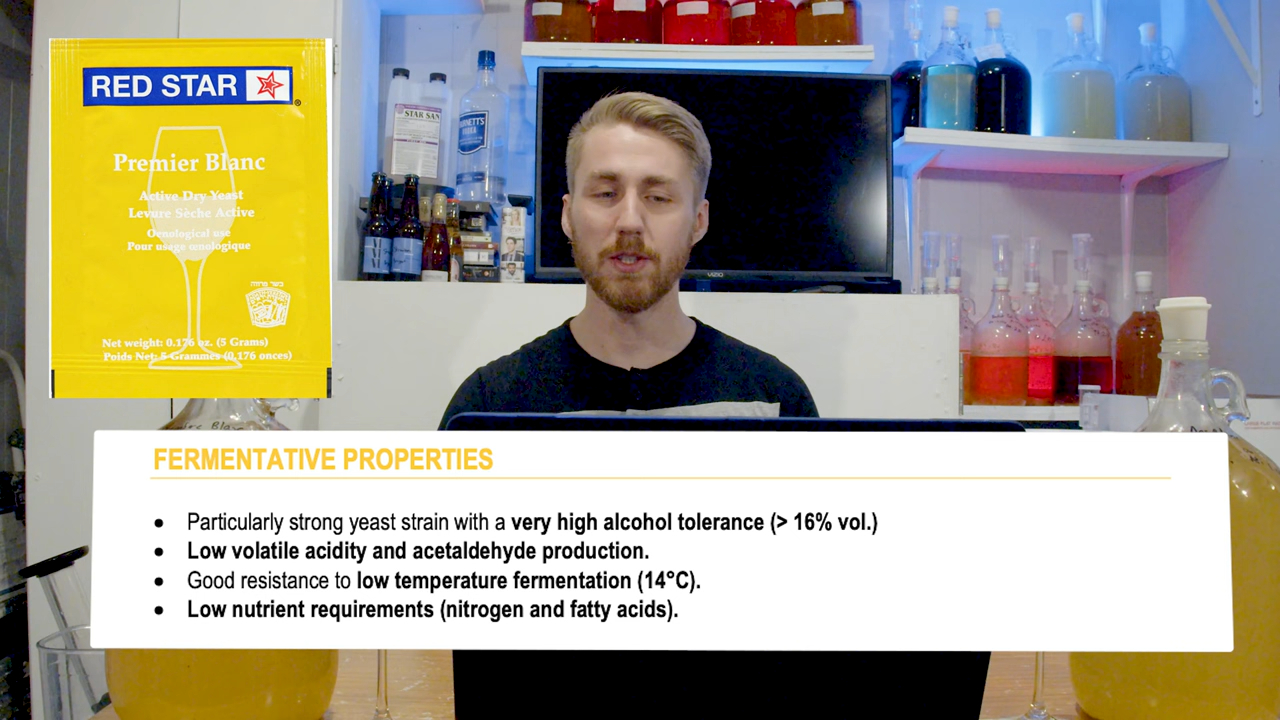 RED STAR
Premier Blanc
Active Dry Yeast
Levure Sèche Active
Oenological use
Pour usage œnologique
Net weight: 0.176 oz. (5 Grams)
Poids Net: 5 Grammes (0,176 onces)
STAR SAN
VIZIO
FERMENTATIVE PROPERTIES
• Particularly strong yeast strain with a very high alcohol tolerance (> 16% vol.)
• Low volatile acidity and acetaldehyde production.
• Good resistance to low temperature fermentation (14°C).
• Low nutrient requirements (nitrogen and fatty acids).